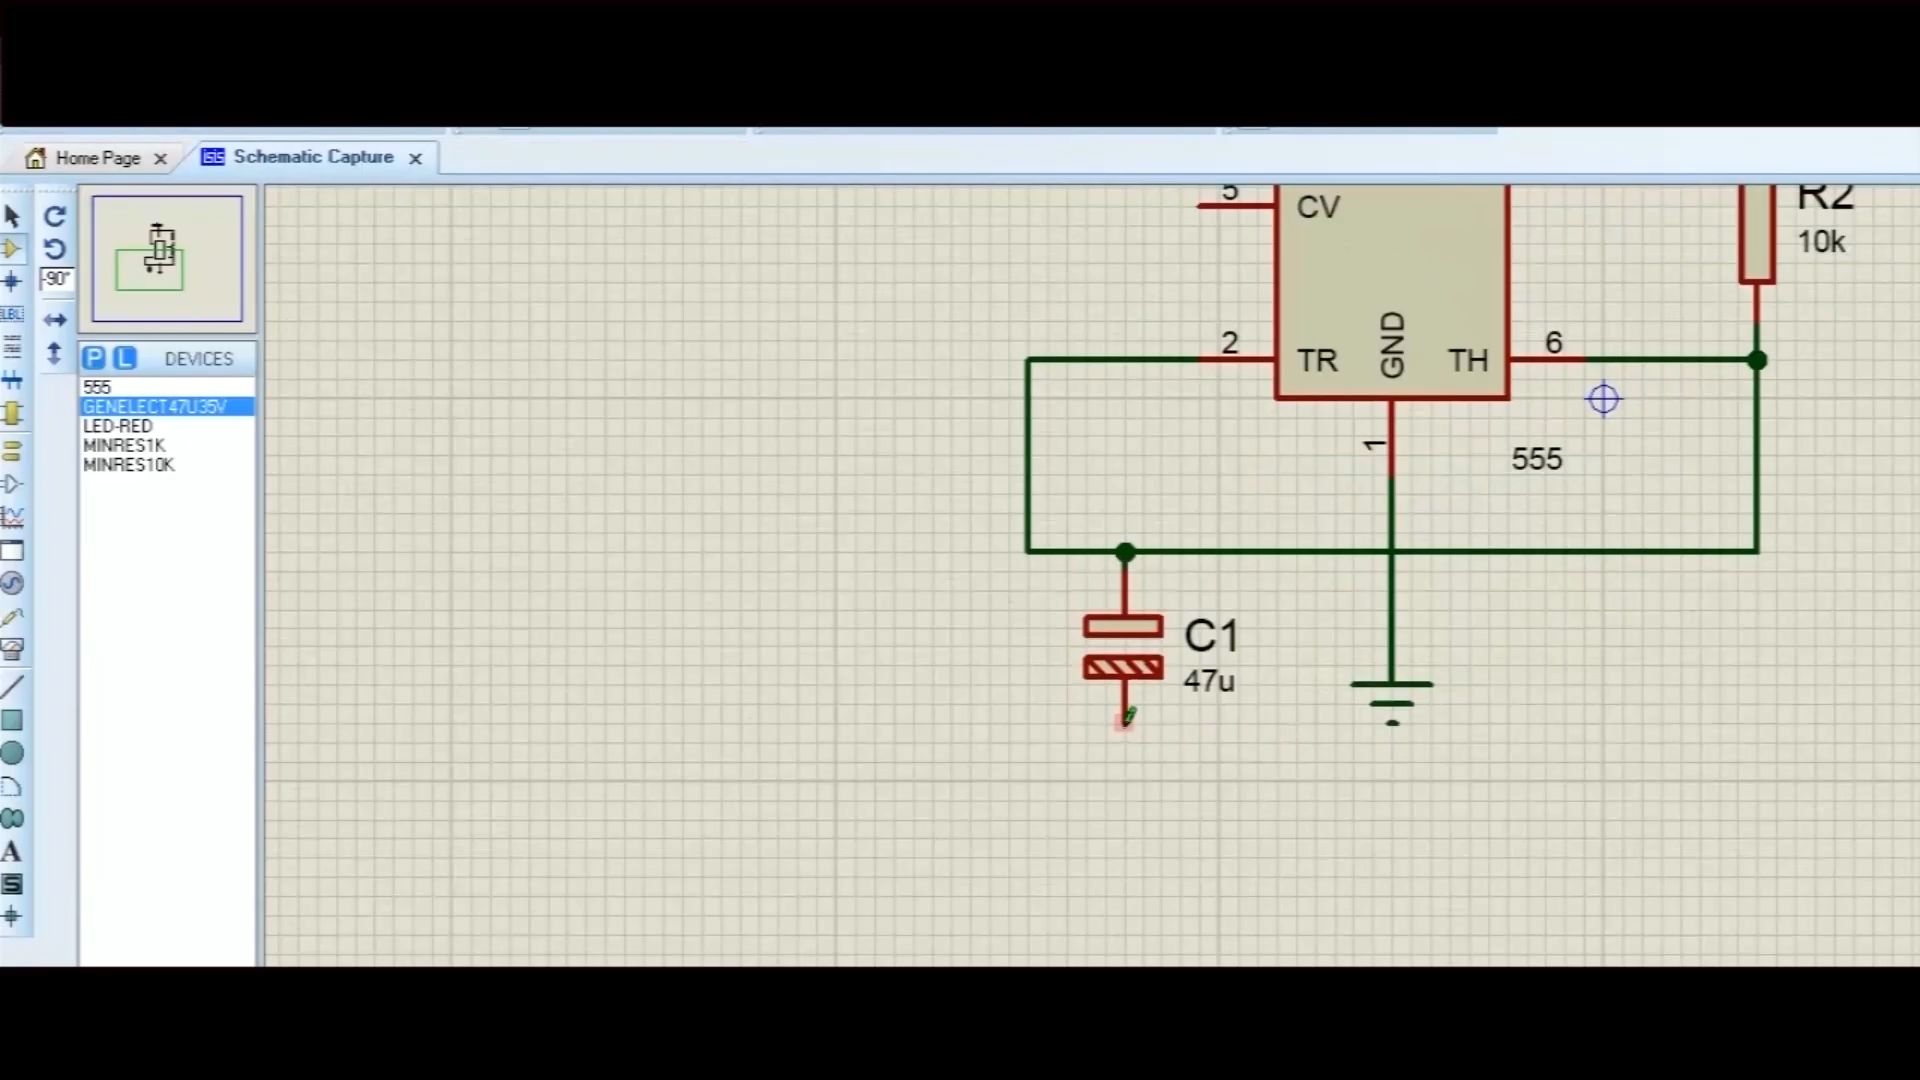 Home Page
Schematic Capture
-90°
LBL
P L DEVICES
555
GENELECT47U35V
LED-RED
MINRES1K
MINRES10K
A
S
5
CV
R2
10k
2
TR
GND
TH
6
1
555
C1
47u